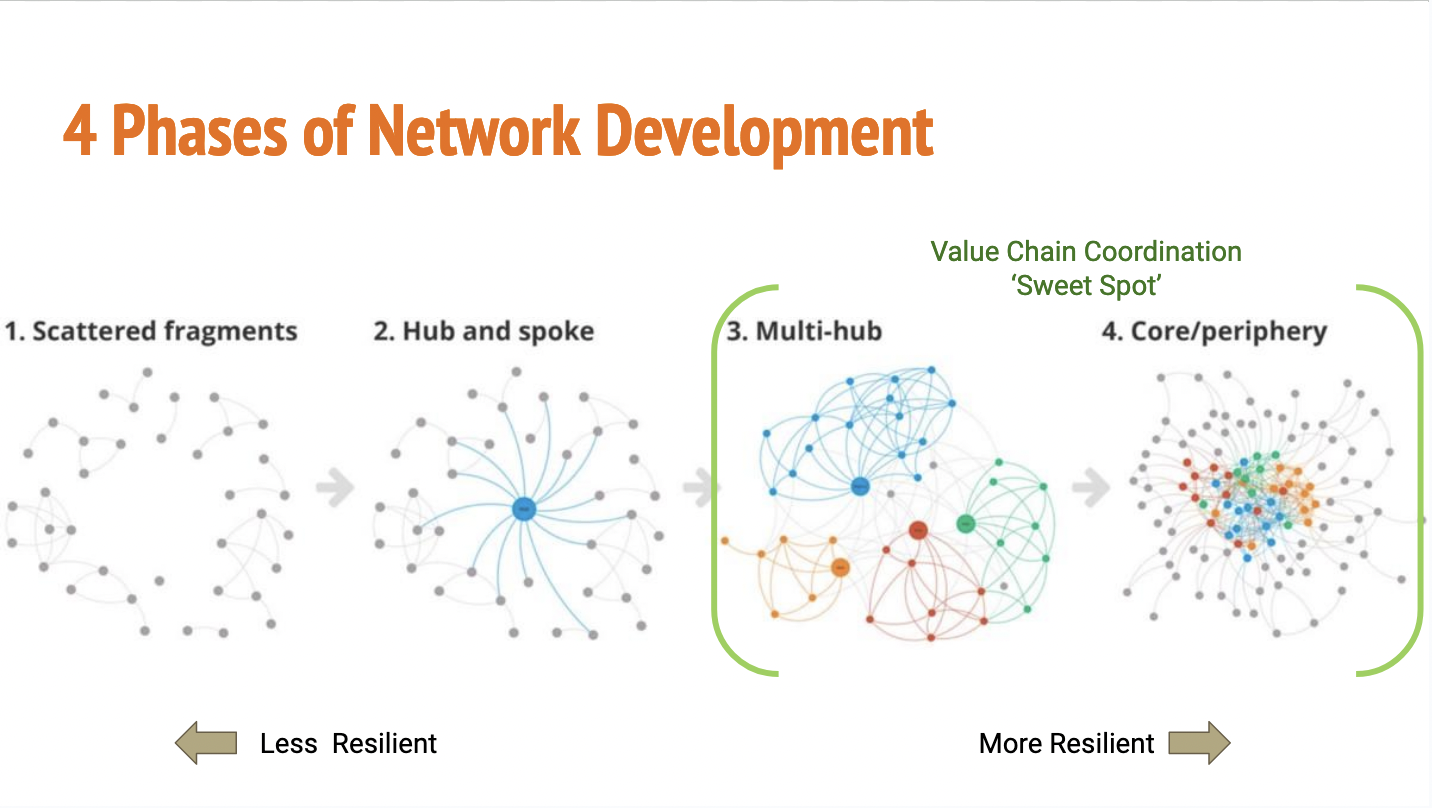 4 Phases of Network Development
Value Chain Coordination
‘Sweet Spot’
1. Scattered fragments
2. Hub and spoke
3. Multi-hub
4. Core/periphery
Less Resilient
More Resilient